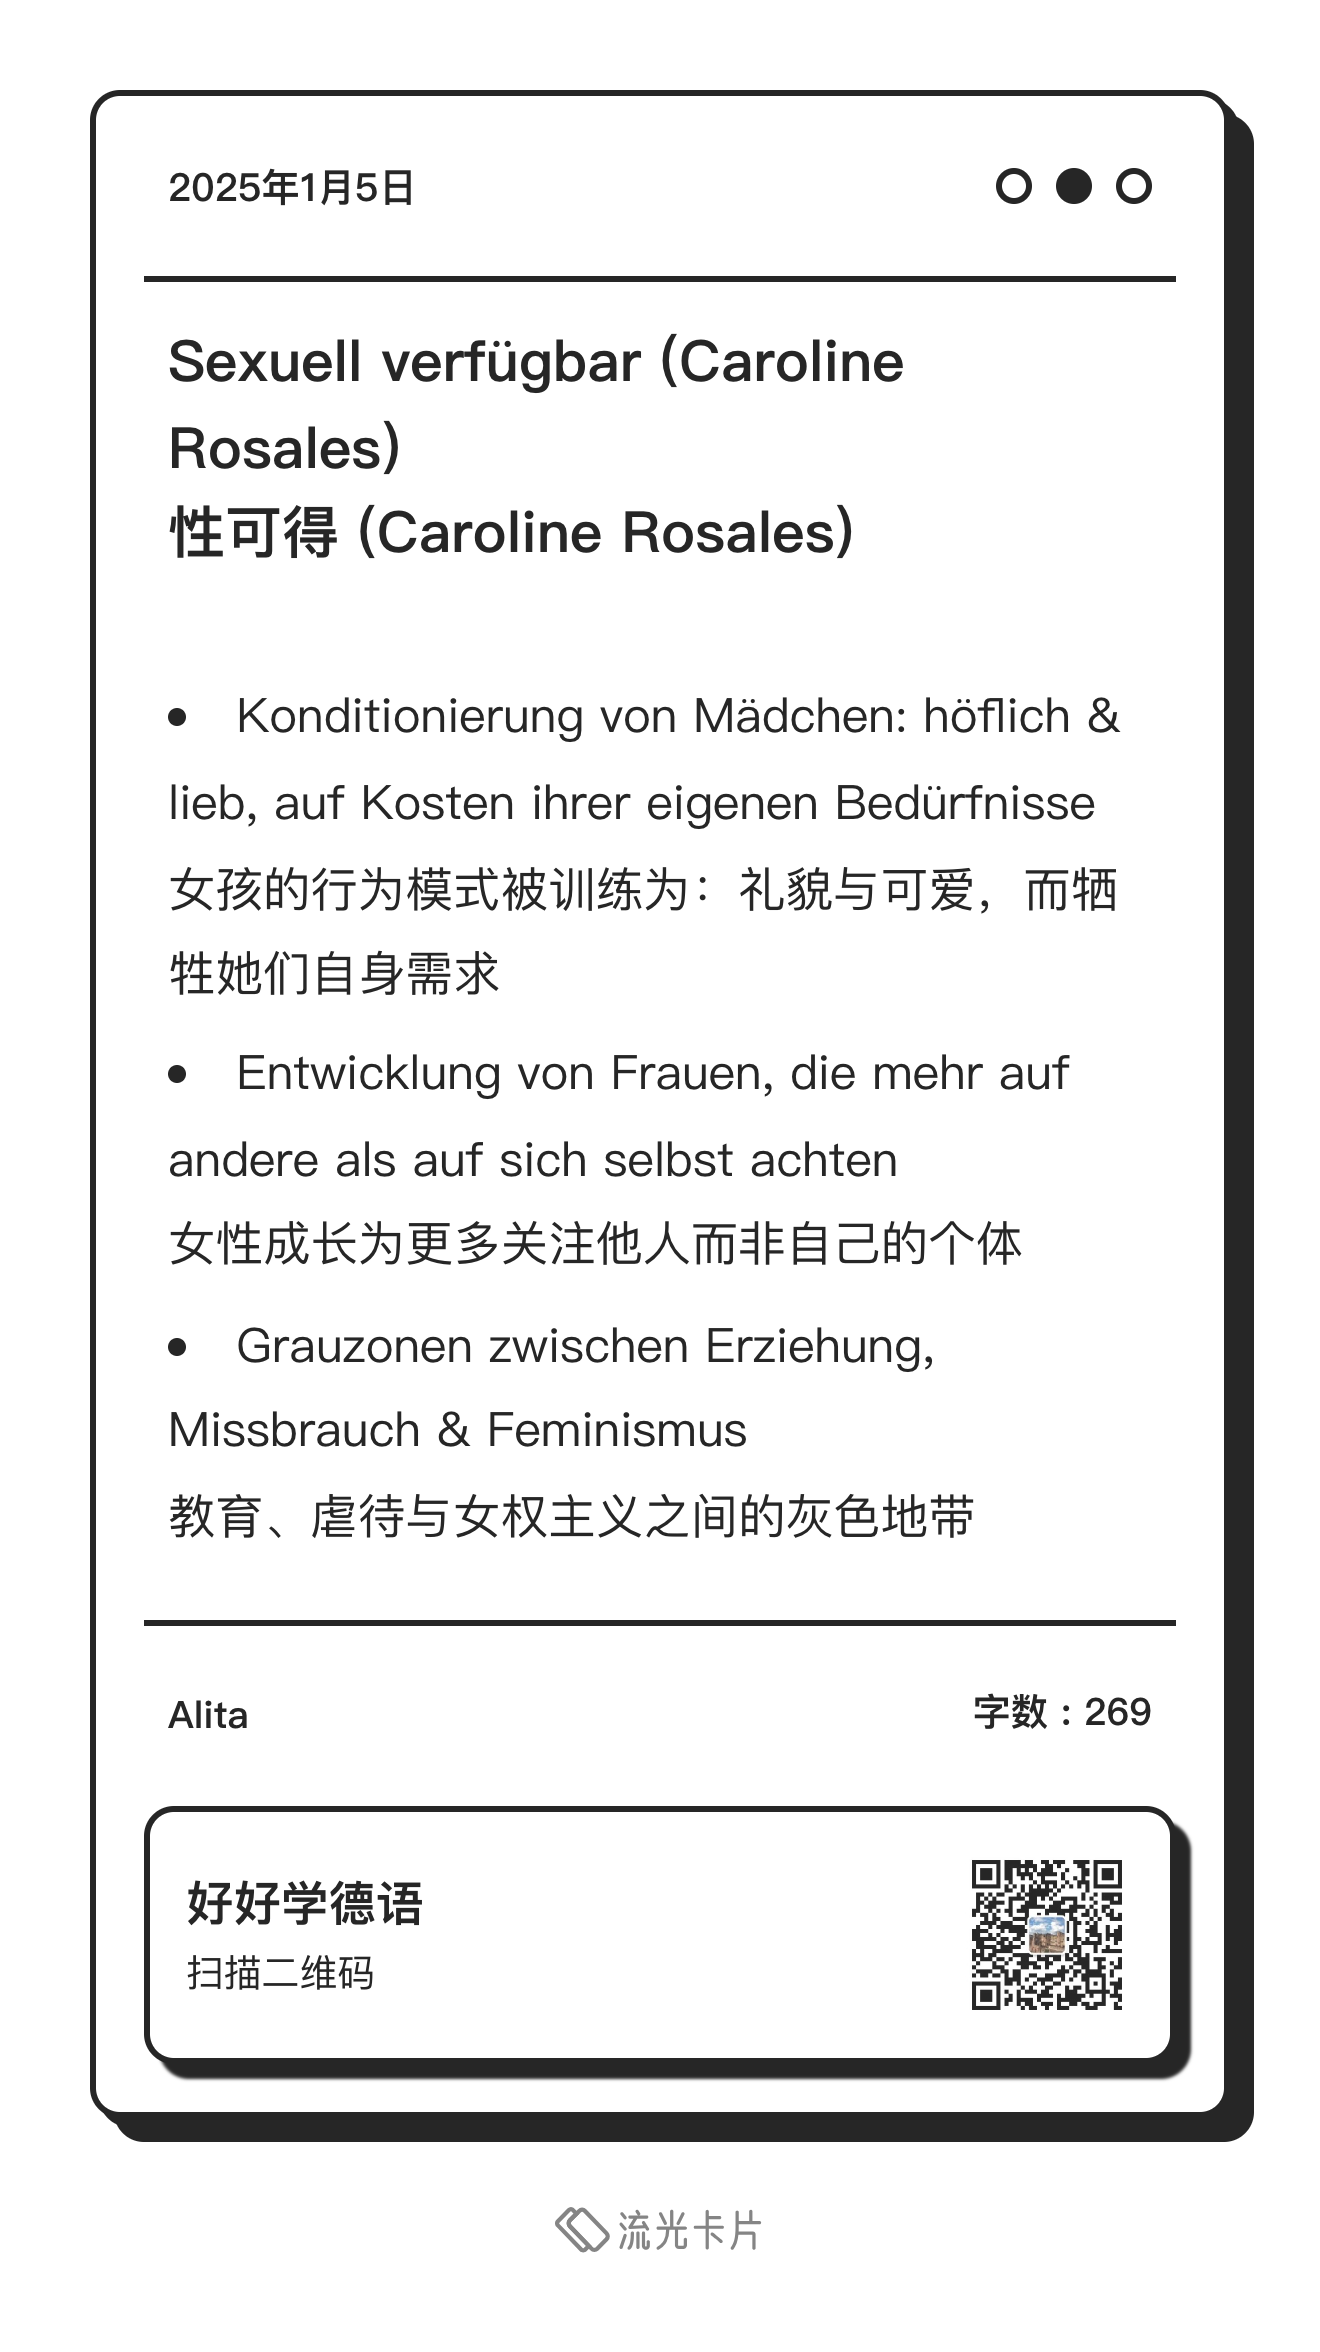 2025年1月5日
Sexuell verfügbar (Caroline
Rosales)
性可得 (Caroline Rosales)
• Konditionierung von Mädchen: höflich &
lieb, auf Kosten ihrer eigenen Bedürfnisse
女孩的行为模式被训练为：礼貌与可爱，而牺
牲她们自身需求
• Entwicklung von Frauen, die mehr auf
andere als auf sich selbst achten
女性成长为更多关注他人而非自己的个体
• Grauzonen zwischen Erziehung,
Missbrauch & Feminismus
教育、虐待与女权主义之间的灰色地带
Alita
字数：269
好好学德语
扫描二维码
流光卡片